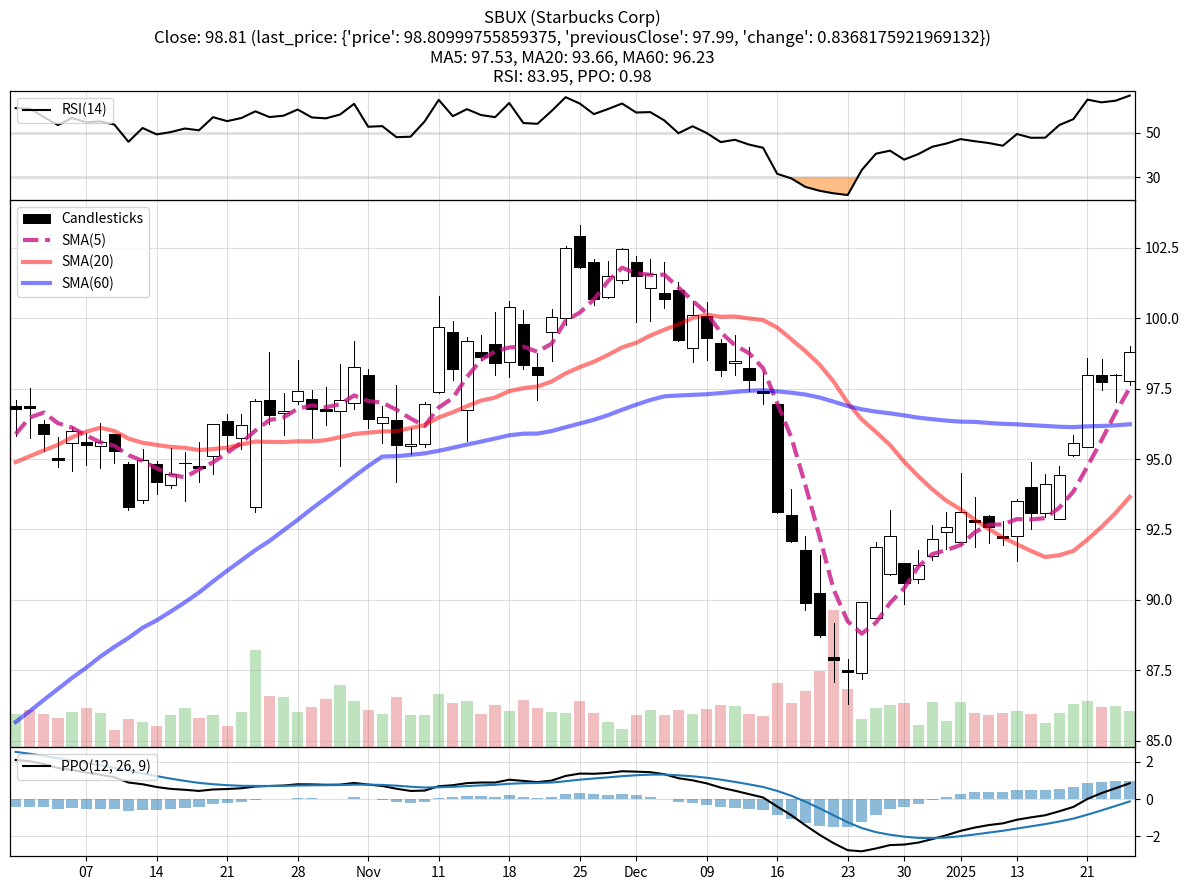 SBUX (Starbucks Corp)
Close: 98.81 (last_price: {'price': 98.80999755859375, 'previousClose': 97.99, 'change': 0.8368175921969132})
MA5: 97.53, MA20: 93.66, MA60: 96.23
RSI: 83.95, PPO: 0.98
RSI(14)
50
30
Candlesticks
SMA(5)
SMA(20)
SMA(60)
102.5
100.0
97.5
95.0
92.5
90.0
87.5
85.0
PPO(12, 26, 9)
2
0
−2
07 14 21 28 Nov 11 18 25 Dec 09 16 23 30 2025 13 21